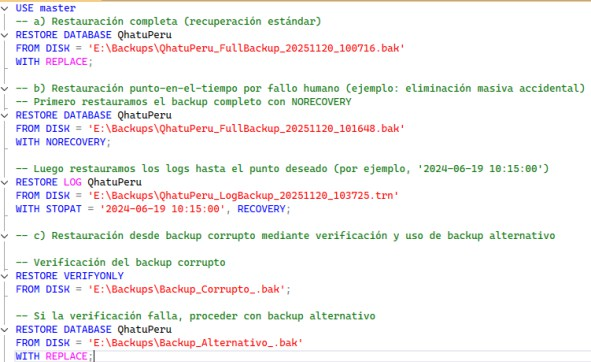 USE master
-- a) Restauración completa (recuperación estándar)
RESTORE DATABASE QhatuPeru
FROM DISK = 'E:\Backups\QhatuPeru_FullBackup_20251120_100716.bak'
WITH REPLACE;
-- b) Restauración punto-en-el-tiempo por fallo humano (ejemplo: eliminación masiva accidental)
-- Primero restauramos el backup completo con NORECOVERY
RESTORE DATABASE QhatuPeru
FROM DISK = 'E:\Backups\QhatuPeru_FullBackup_20251120_101648.bak'
WITH NORECOVERY;
-- Luego restauramos los logs hasta el punto deseado (por ejemplo, '2024-06-19 10:15:00')
RESTORE LOG QhatuPeru
FROM DISK = 'E:\Backups\QhatuPeru_LogBackup_20251120_103725.trn'
WITH STOPAT = '2024-06-19 10:15:00', RECOVERY;
-- c) Restauración desde backup corrupto mediante verificación y uso de backup alternativo
-- Verificación del backup corrupto
RESTORE VERIFYONLY
FROM DISK = 'E:\Backups\Backup_Corrupto_.bak';
-- Si la verificación falla, proceder con backup alternativo
RESTORE DATABASE QhatuPeru
FROM DISK = 'E:\Backups\Backup_Alternativo_.bak'
WITH REPLACE;